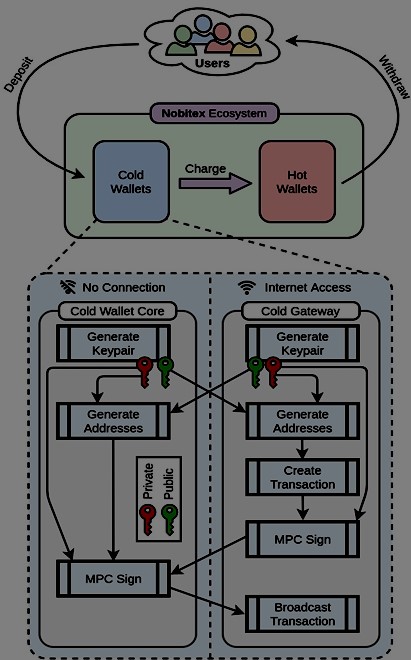 Users
Deposit
Withdraw
Nobitex Ecosystem
Cold
Wallets
Charge
Hot
Wallets
No Connection
Internet Access
Cold Wallet Core
Cold Gateway
Generate
Keypair
Generate
Keypair
Generate
Addresses
Generate
Addresses
Create
Transaction
Private
Public
MPC Sign
MPC Sign
Broadcast
Transaction